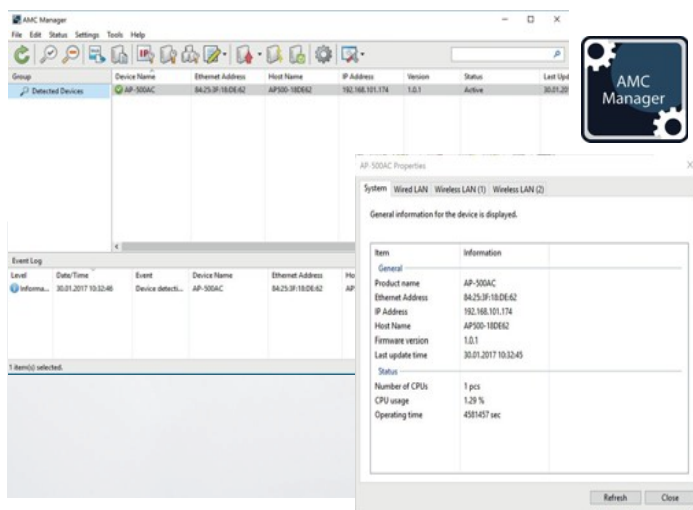 AMC Manager
File Edit Status Settings Tools Help
Group
Detected Devices
Device Name Ethernet Address Host Name IP Address Version Status Last Upd
AP-500AC 84:25:3F:18:DE:62 AP500-18DE62 192.168.101.174 1.0.1 Active 30.01.20
AMC
Manager
Event Log
Level Date/Time Event Device Name Ethernet Address Ho
Informa... 30.01.2017 10:32:46 Device detecti... AP-500AC 84:25:3F:18:DE:62 AP
1 item(s) selected.
AP-500AC Properties
System Wired LAN Wireless LAN (1) Wireless LAN (2)
General information for the device is displayed.
Item Information
General
Product name AP-500AC
Ethernet Address 84:25:3F:18:DE:62
IP Address 192.168.101.174
Host Name AP500-18DE62
Firmware version 1.0.1
Last update time 30.01.2017 10:32:45
Status
Number of CPUs 1 pcs
CPU usage 1.29 %
Operating time 4581457 sec
Refresh Close